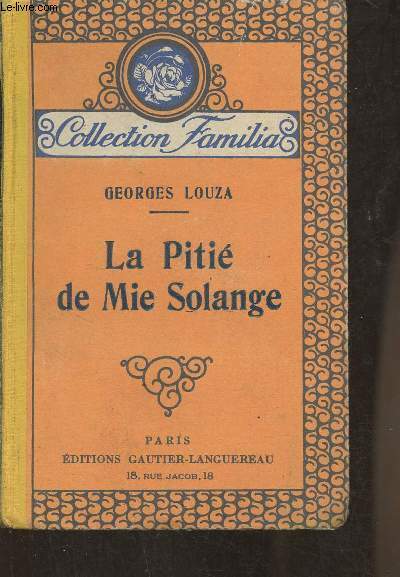 Le-livre.com
Collection Familia
GEORGES LOUZA
La Pitié
de Mie Solange
PARIS
ÉDITIONS GAUTIER-LANGUEREAU
18, RUE JACOB, 18